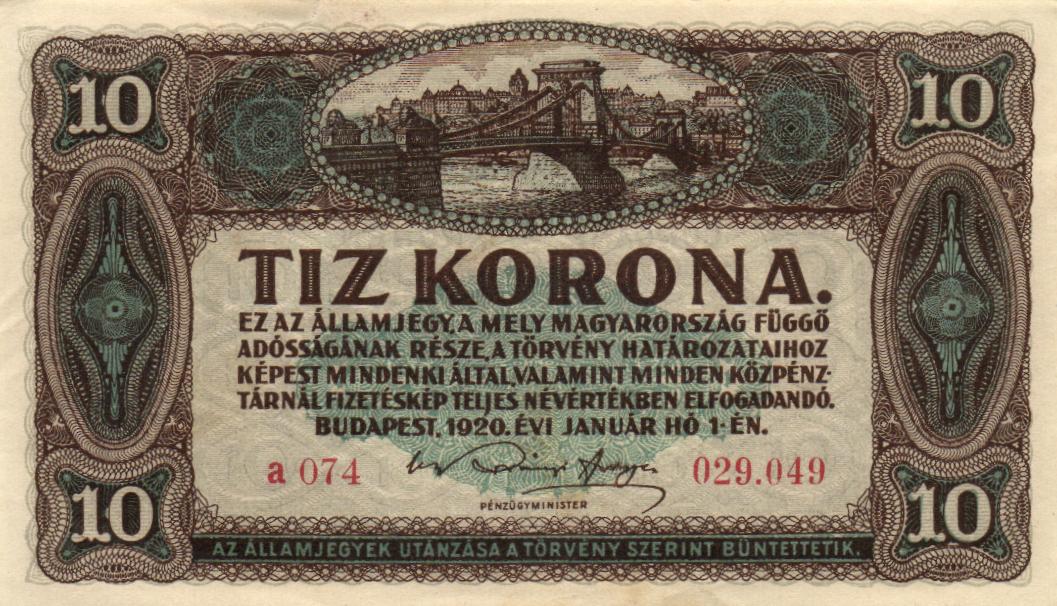 10 10
TIZ KORONA.
EZ AZ ÁLLAMJEGY, A MELY MAGYARORSZÁG FÜGGŐ
ADÓSSÁGÁNAK RÉSZE, A TÖRVÉNY HATÁROZATAIHOZ
KÉPEST MINDENKI ÁLTAL, VALAMINT MINDEN KÖZPÉNZ-
TÁRNÁL FIZETÉSKÉP TELJES NÉVÉRTÉKBEN ELFOGADANDÓ.
BUDAPEST, 1920. ÉVI JANUÁR HÓ 1-ÉN.
a 074 029.049
PÉNZÜGYMINISTER
10 10
AZ ÁLLAMJEGYEK UTÁNZÁSA A TÖRVÉNY SZERINT BÜNTETTETIK.